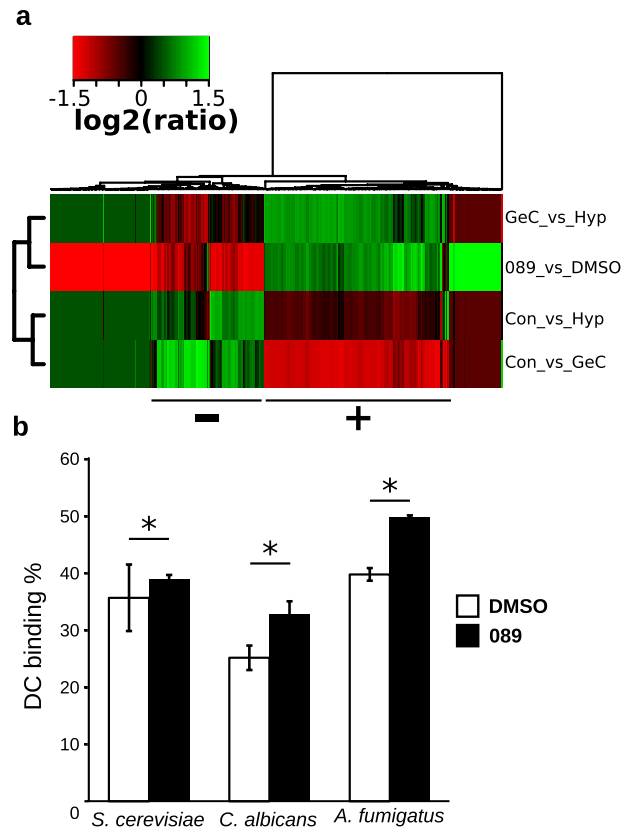 a
-1.5 0 1.5
log2(ratio)
GeC_vs_Hyp
089_vs_DMSO
Con_vs_Hyp
Con_vs_GeC
− +
b
60
50
40
30
20
10
0
DC binding %
* * *
DMSO
089
S. cerevisiae C. albicans A. fumigatus